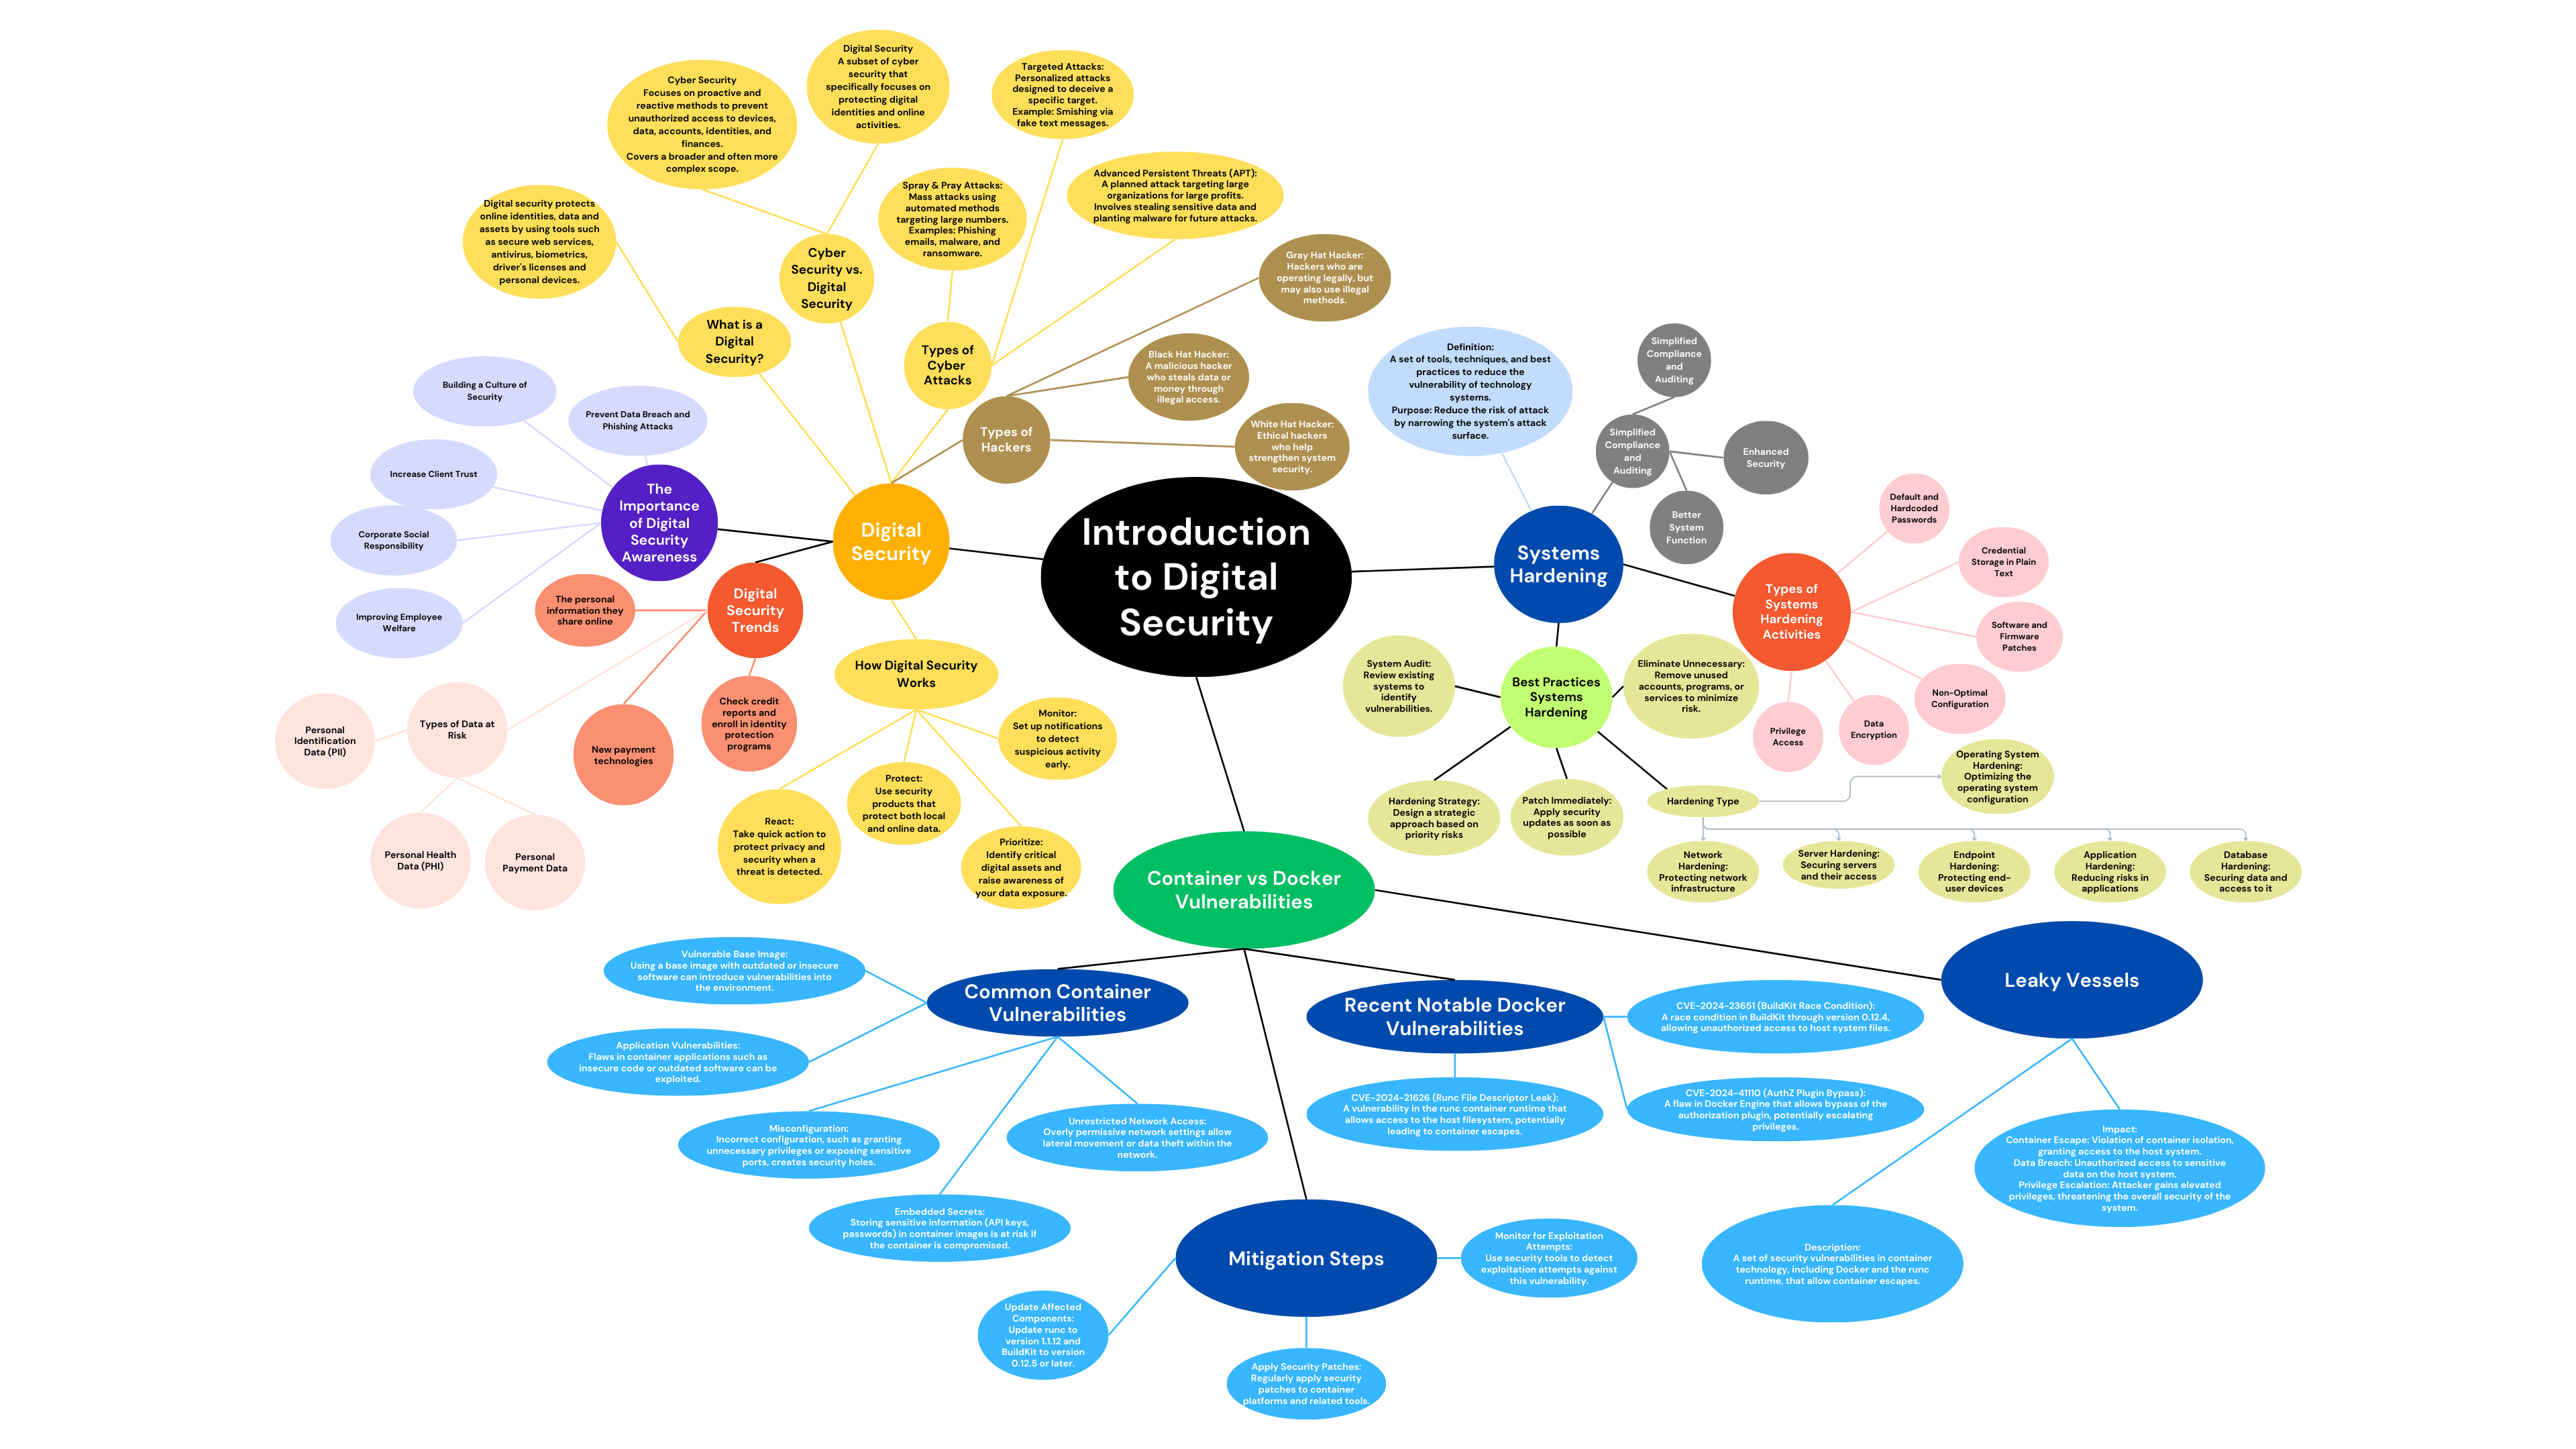 Introduction
to Digital
Security
Digital
Security
What is a
Digital
Security?
Digital security protects
online identities, data and
assets by using tools such
as secure web services,
antivirus, biometrics,
driver's licenses and
personal devices.
Cyber
Security vs.
Digital
Security
Cyber Security
Focuses on proactive and
reactive methods to prevent
unauthorized access to devices,
data, accounts, identities, and
finances.
Covers a broader and often more
complex scope.
Digital Security
A subset of cyber
security that
specifically focuses on
protecting digital
identities and online
activities.
Types of
Cyber
Attacks
Spray & Pray Attacks:
Mass attacks using
automated methods
targeting large numbers.
Examples: Phishing
emails, malware, and
ransomware.
Targeted Attacks:
Personalized attacks
designed to deceive a
specific target.
Example: Smishing via
fake text messages.
Advanced Persistent Threats (APT):
A planned attack targeting large
organizations for large profits.
Involves stealing sensitive data and
planting malware for future attacks.
Types of
Hackers
Gray Hat Hacker:
Hackers who are
operating legally, but
may also use illegal
methods.
Black Hat Hacker:
A malicious hacker
who steals data or
money through
illegal access.
White Hat Hacker:
Ethical hackers
who help
strengthen system
security.
The
Importance
of Digital
Security
Awareness
Building a Culture of
Security
Prevent Data Breach and
Phishing Attacks
Increase Client Trust
Corporate Social
Responsibility
Improving Employee
Welfare
Digital
Security
Trends
The personal
information they
share online
New payment
technologies
Check credit
reports and
enroll in identity
protection
programs
Types of Data at
Risk
Personal
Identification
Data (PII)
Personal Health
Data (PHI)
Personal
Payment Data
How Digital Security
Works
Monitor:
Set up notifications
to detect
suspicious activity
early.
Protect:
Use security
products that
protect both local
and online data.
React:
Take quick action to
protect privacy and
security when a
threat is detected.
Prioritize:
Identify critical
digital assets and
raise awareness of
your data exposure.
Systems
Hardening
Definition:
A set of tools, techniques, and best
practices to reduce the
vulnerability of technology
systems.
Purpose: Reduce the risk of attack
by narrowing the system's attack
surface.
Simplified
Compliance
and
Auditing
Simplified
Compliance
and
Auditing
Enhanced
Security
Better
System
Function
Types of
Systems
Hardening
Activities
Default and
Hardcoded
Passwords
Credential
Storage in Plain
Text
Software and
Firmware
Patches
Non-Optimal
Configuration
Data
Encryption
Privilege
Access
Best Practices
Systems
Hardening
System Audit:
Review existing
systems to
identify
vulnerabilities.
Eliminate Unnecessary:
Remove unused
accounts, programs, or
services to minimize
risk.
Hardening Strategy:
Design a strategic
approach based on
priority risks
Patch Immediately:
Apply security
updates as soon as
possible
Hardening Type
Operating System
Hardening:
Optimizing the
operating system
configuration
Network
Hardening:
Protecting network
infrastructure
Server Hardening:
Securing servers
and their access
Endpoint
Hardening:
Protecting end-
user devices
Application
Hardening:
Reducing risks in
applications
Database
Hardening:
Securing data and
access to it
Container vs Docker
Vulnerabilities
Common Container
Vulnerabilities
Vulnerable Base Image:
Using a base image with outdated or insecure
software can introduce vulnerabilities into
the environment.
Application Vulnerabilities:
Flaws in container applications such as
insecure code or outdated software can be
exploited.
Misconfiguration:
Incorrect configuration, such as granting
unnecessary privileges or exposing sensitive
ports, creates security holes.
Embedded Secrets:
Storing sensitive information (API keys,
passwords) in container images is at risk if
the container is compromised.
Unrestricted Network Access:
Overly permissive network settings allow
lateral movement or data theft within the
network.
Recent Notable Docker
Vulnerabilities
CVE-2024-23651 (BuildKit Race Condition):
A race condition in BuildKit through version 0.12.4,
allowing unauthorized access to host system files.
CVE-2024-41110 (AuthZ Plugin Bypass):
A flaw in Docker Engine that allows bypass of the
authorization plugin, potentially escalating
privileges.
CVE-2024-21626 (Runc File Descriptor Leak):
A vulnerability in the runc container runtime that
allows access to the host filesystem, potentially
leading to container escapes.
Leaky Vessels
Impact:
Container Escape: Violation of container isolation,
granting access to the host system.
Data Breach: Unauthorized access to sensitive
data on the host system.
Privilege Escalation: Attacker gains elevated
privileges, threatening the overall security of the
system.
Description:
A set of security vulnerabilities in container
technology, including Docker and the runc
runtime, that allow container escapes.
Mitigation Steps
Monitor for Exploitation
Attempts:
Use security tools to detect
exploitation attempts against
this vulnerability.
Update Affected
Components:
Update runc to
version 1.1.12 and
BuildKit to version
0.12.5 or later.
Apply Security Patches:
Regularly apply security
patches to container
platforms and related tools.